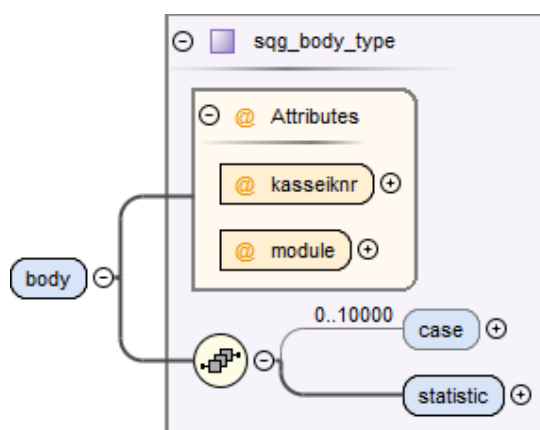 sqg_body_type
@ Attributes
@ kasseiknr
@ module
body
0..10000
case
statistic